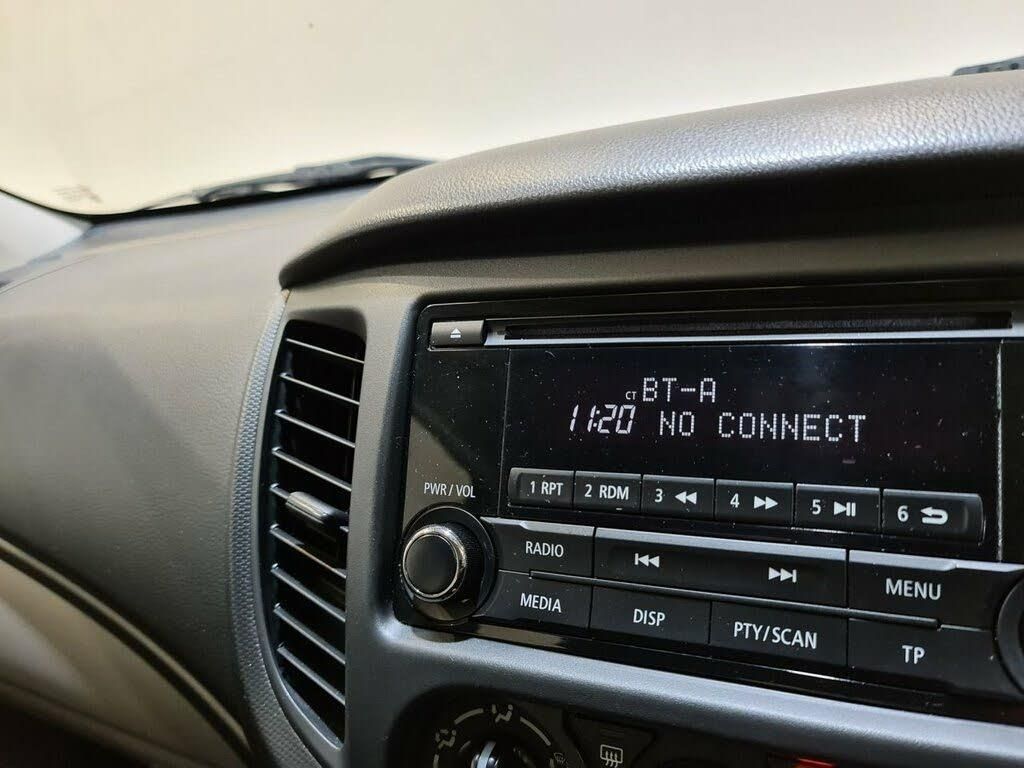 CT BT-A
11:20 NO CONNECT
PWR/VOL
1 RPT 2 RDM 3 4 5 6
RADIO
MENU
MEDIA DISP PTY/SCAN TP